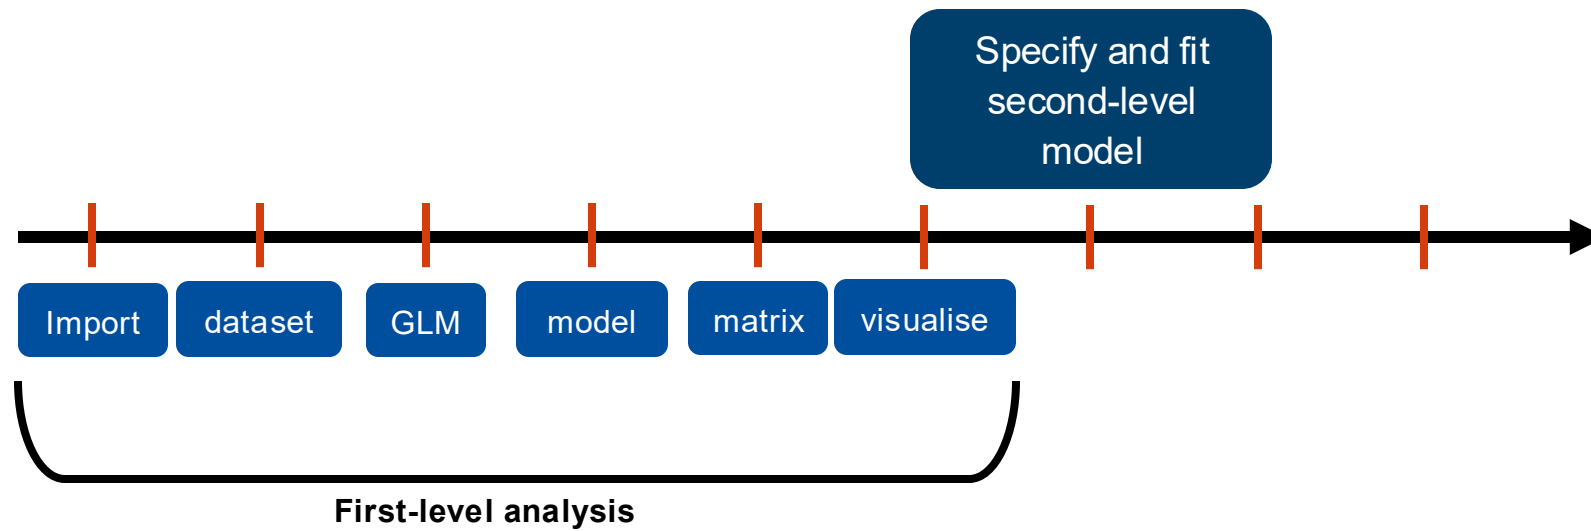 Specify and fit
second-level
model
Import
dataset
GLM
model
matrix
visualise
First-level analysis